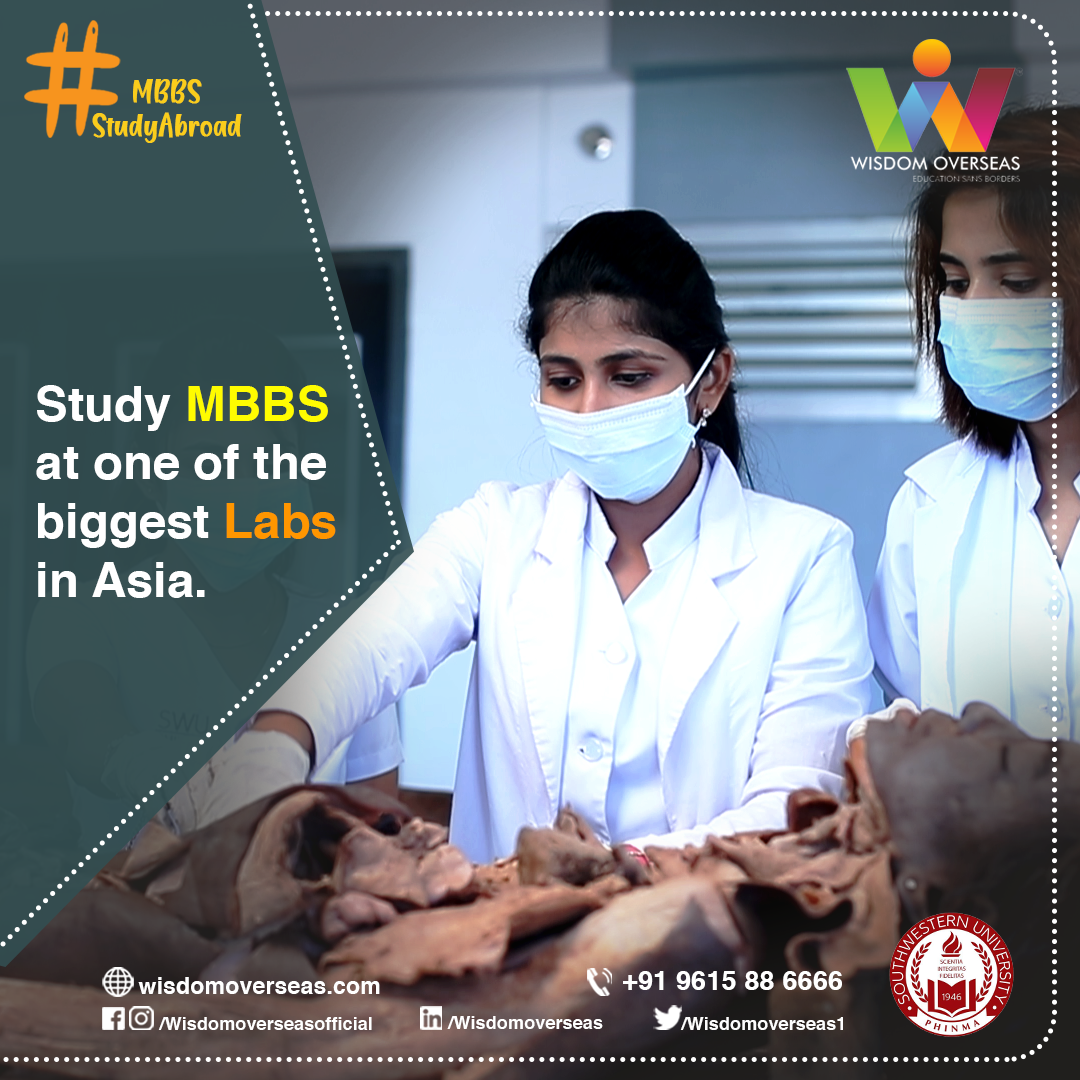 #MBBS
StudyAbroad
WISDOM OVERSEAS
EDUCATION SANS BORDERS
Study MBBS
at one of the
biggest Labs
in Asia.
SWU
wisdomoverseas.com
+91 9615 88 6666
/Wisdomoverseasofficial
/Wisdomoverseas
/Wisdomoverseas1
SOUTHWESTERN UNIVERSITY
SCIENTIA
INTEGRITAS
FIDELITAS
1946
PHINMA